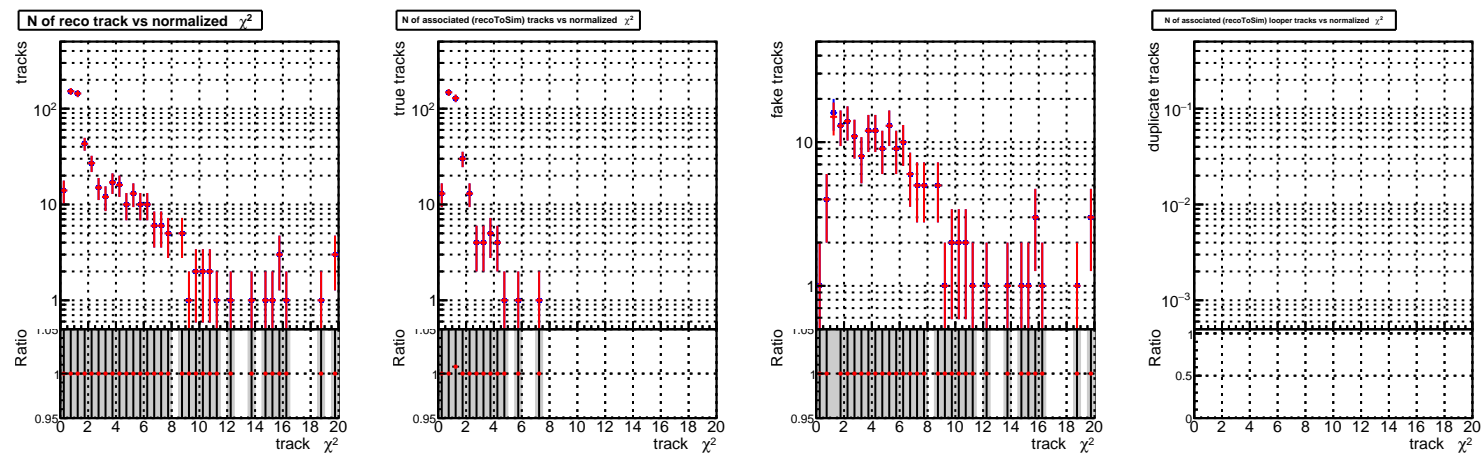 N of reco track vs normalized χ²
tracks
10²
10
1
Ratio
1.05
1
0.95
0 2 4 6 8 10 12 14 16 18 20
track χ²
N of associated (recoToSim) tracks vs normalized χ²
true tracks
10²
10
1
Ratio
1.05
1
0.95
0 2 4 6 8 10 12 14 16 18 20
track χ²
fake tracks
10
1
Ratio
1.05
1
0.95
0 2 4 6 8 10 12 14 16 18 20
track χ²
N of associated (recoToSim) looper tracks vs normalized χ²
duplicate tracks
10⁻¹
10⁻²
10⁻³
Ratio
1
0.5
0
0 2 4 6 8 10 12 14 16 18 20
track χ²